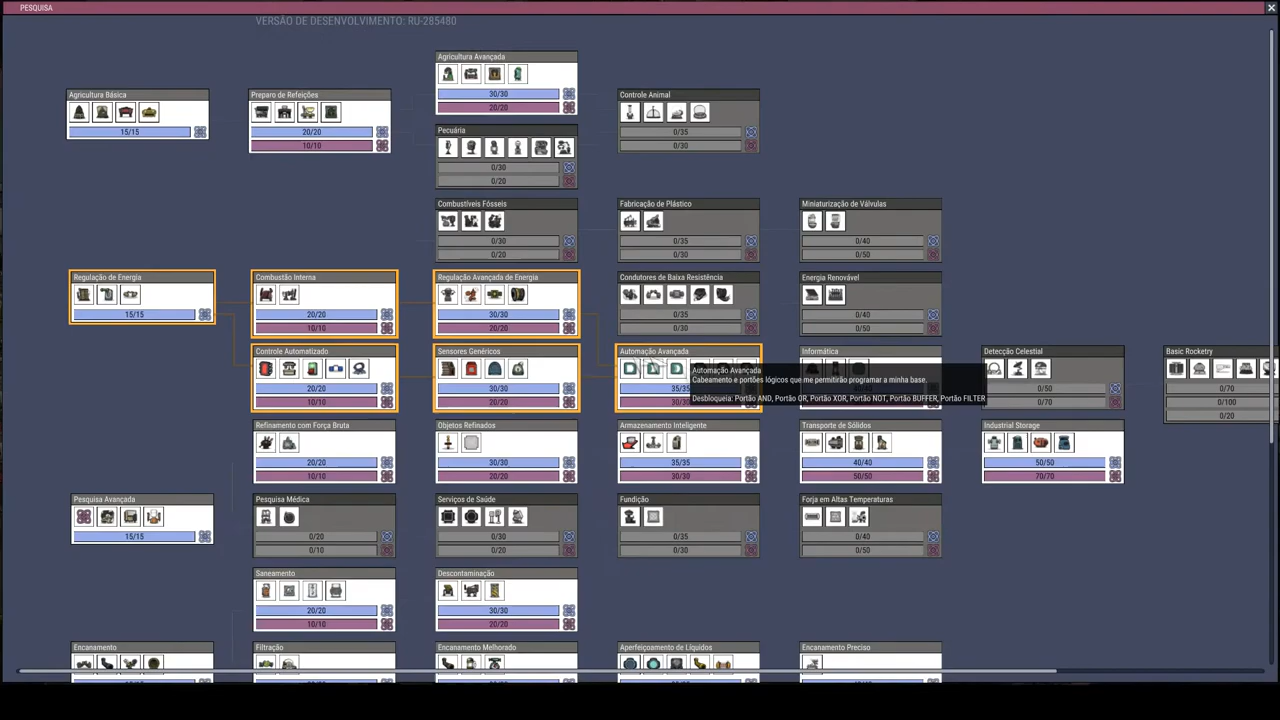 PESQUISA
VERSÃO DE DESENVOLVIMENTO: RU-285480
Agricultura Avançada
30/30
20/20
Agricultura Básica
15/15
Preparo de Refeições
20/20
10/10
Controle Animal
0/35
0/30
Pecuária
0/30
0/20
Combustíveis Fósseis
0/30
0/20
Fabricação de Plástico
0/35
0/30
Miniaturização de Válvulas
0/40
0/50
Regulação de Energia
15/15
Combustão Interna
20/20
10/10
Regulação Avançada de Energia
30/30
20/20
Condutores de Baixa Resistência
0/35
0/30
Energia Renovável
0/40
0/50
Controle Automatizado
20/20
10/10
Sensores Genéricos
30/30
20/20
Automação Avançada
35/35
Automação Avançada
Cabeamento e portões lógicos que me permitirão programar a minha base.
Desbloqueia: Portão AND, Portão OR, Portão XOR, Portão NOT, Portão BUFFER, Portão FILTER
Informática
Detecção Celestial
0/50
0/70
Basic Rocketry
0/70
0/100
0/20
Refinamento com Força Bruta
20/20
10/10
Objetos Refinados
30/30
20/20
Armazenamento Inteligente
35/35
30/30
Transporte de Sólidos
40/40
50/50
Industrial Storage
50/50
70/70
Pesquisa Avançada
15/15
Pesquisa Médica
0/20
0/10
Serviços de Saúde
0/30
0/20
Fundição
0/35
0/30
Forja em Altas Temperaturas
0/40
0/50
Saneamento
20/20
10/10
Descontaminação
30/30
20/20
Encanamento
Filtração
Encanamento Melhorado
Aperfeiçoamento de Líquidos
Encanamento Preciso